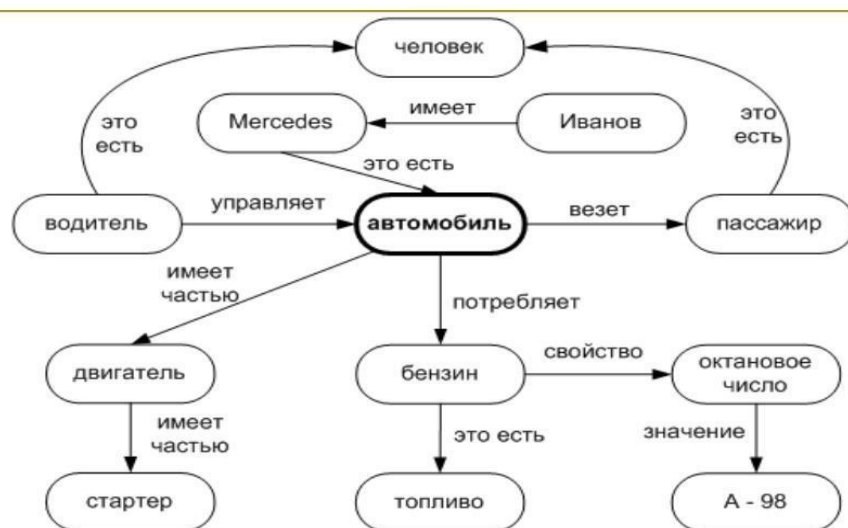 человек
имеет
Mercedes
Иванов
это
есть
это
есть
это есть
управляет
везет
водитель
автомобиль
пассажир
имеет
частью
потребляет
свойство
двигатель
бензин
октановое
число
имеет
частью
это есть
значение
стартер
топливо
А - 98